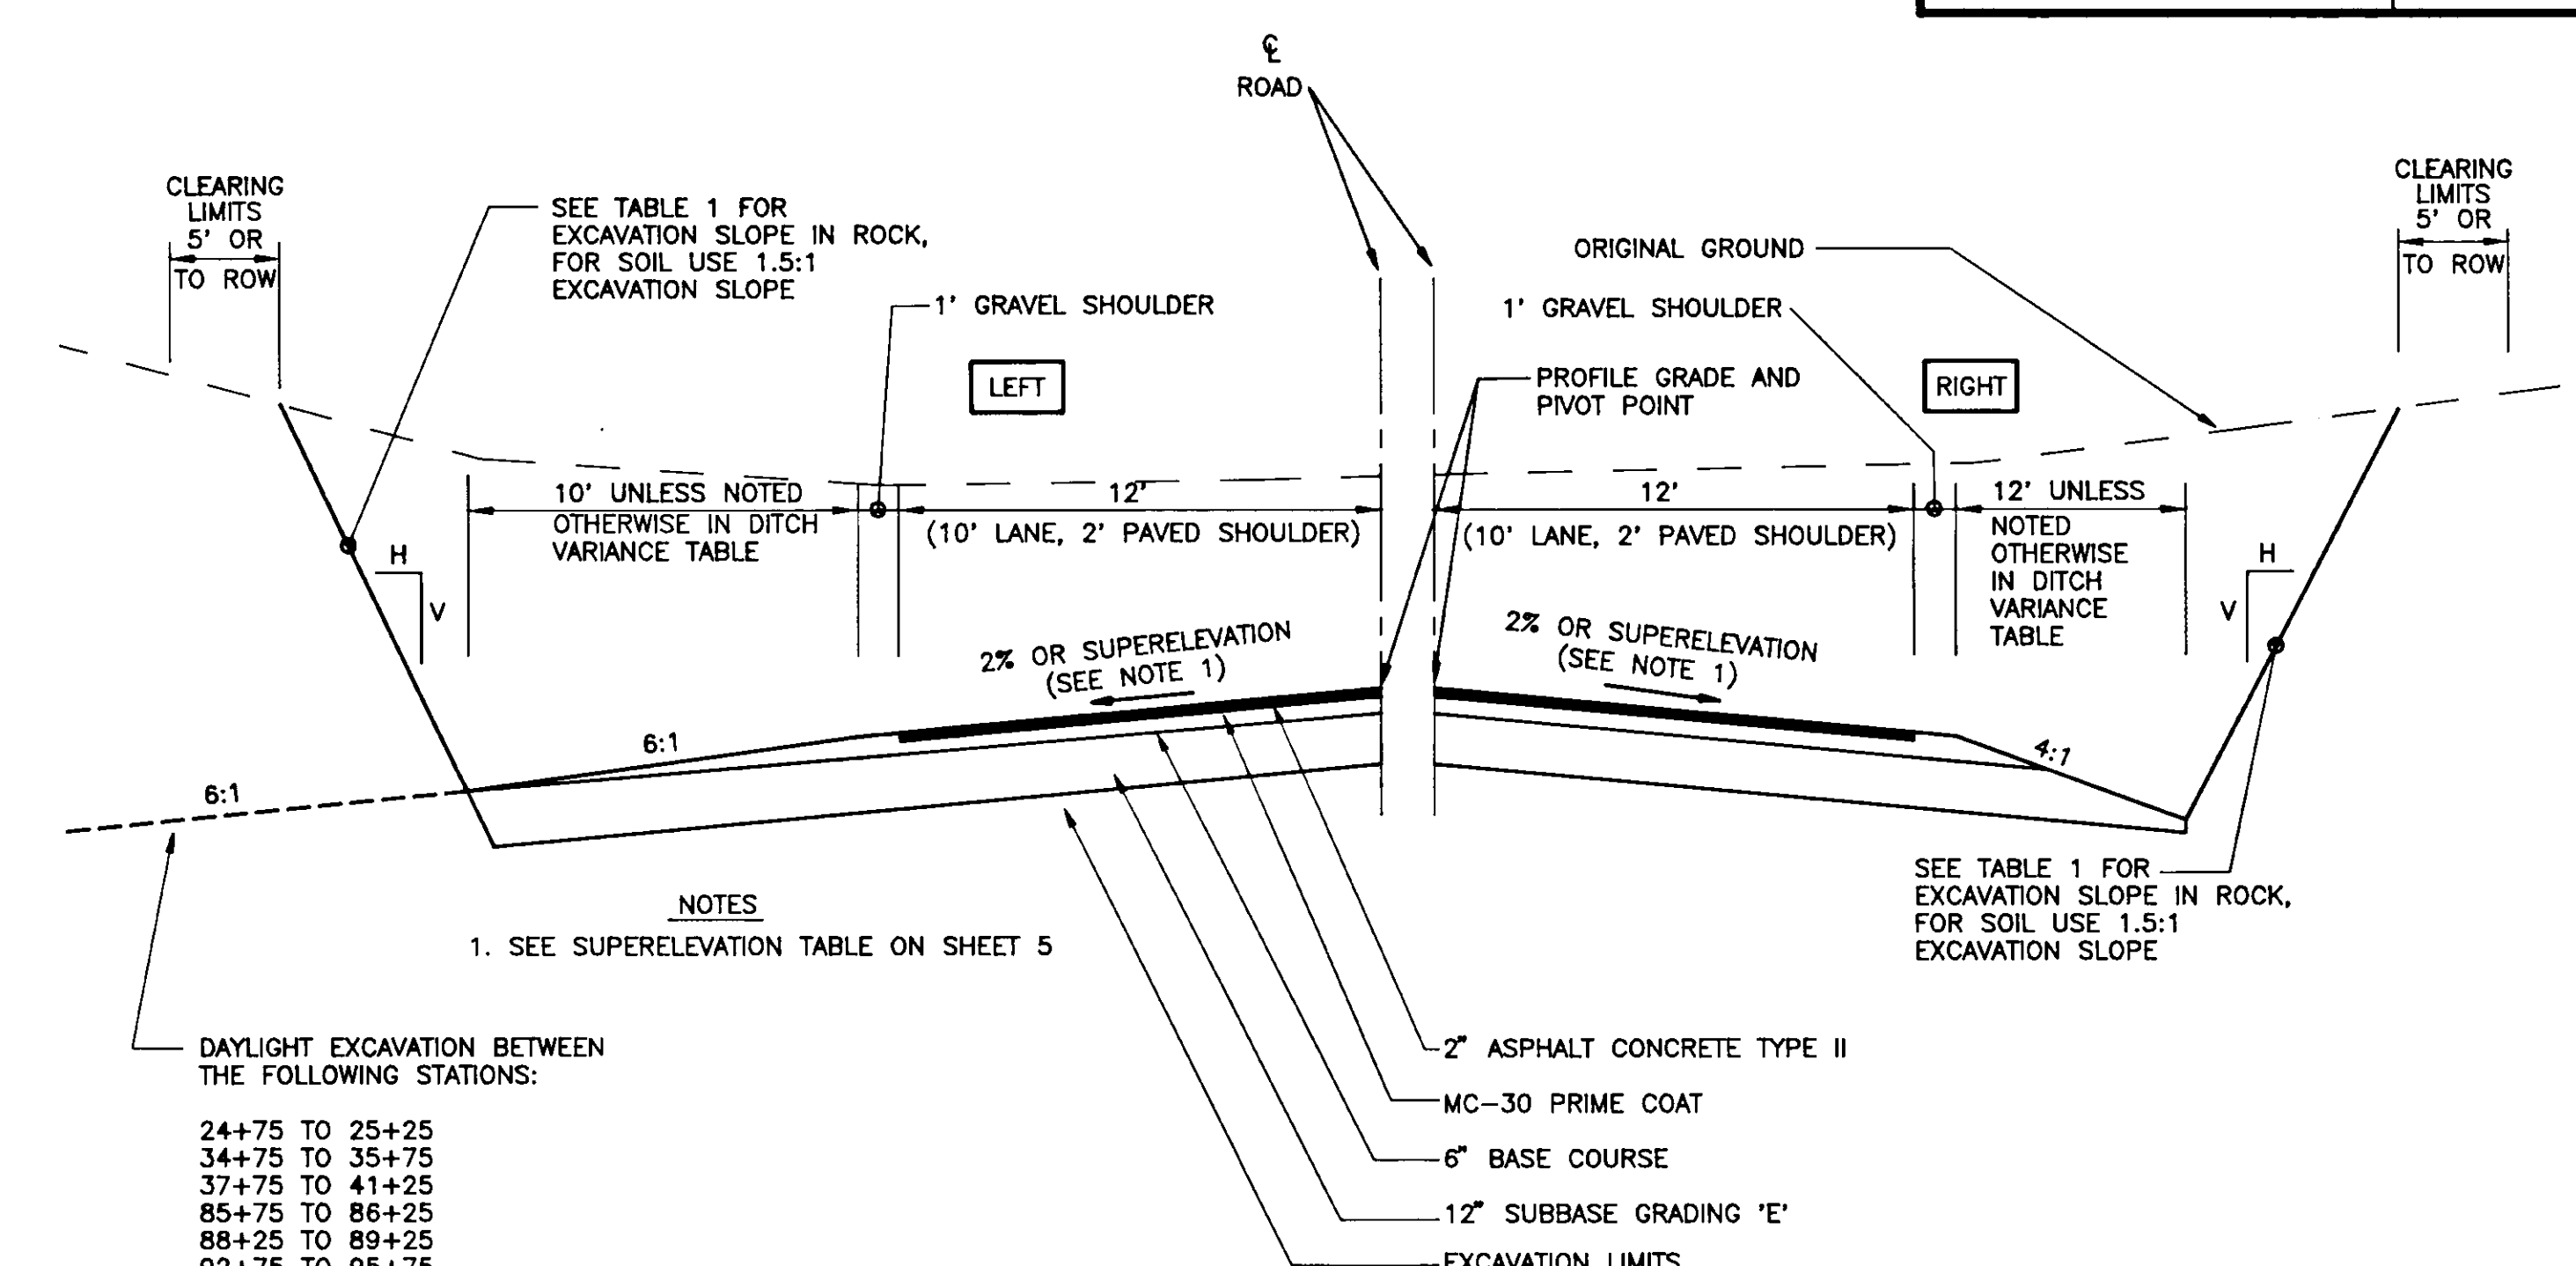 ℄
ROAD
CLEARING
LIMITS
5' OR
TO ROW
SEE TABLE 1 FOR
EXCAVATION SLOPE IN ROCK,
FOR SOIL USE 1.5:1
EXCAVATION SLOPE
1' GRAVEL SHOULDER
LEFT
ORIGINAL GROUND
1' GRAVEL SHOULDER
PROFILE GRADE AND
PIVOT POINT
RIGHT
CLEARING
LIMITS
5' OR
TO ROW
10' UNLESS NOTED
OTHERWISE IN DITCH
VARIANCE TABLE
12'
(10' LANE, 2' PAVED SHOULDER)
12'
(10' LANE, 2' PAVED SHOULDER)
12' UNLESS
NOTED
OTHERWISE
IN DITCH
VARIANCE
TABLE
H
V
H
V
2% OR SUPERELEVATION
(SEE NOTE 1)
2% OR SUPERELEVATION
(SEE NOTE 1)
6:1
6:1
4:1
NOTES
1. SEE SUPERELEVATION TABLE ON SHEET 5
SEE TABLE 1 FOR
EXCAVATION SLOPE IN ROCK,
FOR SOIL USE 1.5:1
EXCAVATION SLOPE
DAYLIGHT EXCAVATION BETWEEN
THE FOLLOWING STATIONS:
24+75 TO 25+25
34+75 TO 35+75
37+75 TO 41+25
85+75 TO 86+25
88+25 TO 89+25
92+75 TO 95+75
2" ASPHALT CONCRETE TYPE II
MC-30 PRIME COAT
6" BASE COURSE
12" SUBBASE GRADING 'E'
EXCAVATION LIMITS